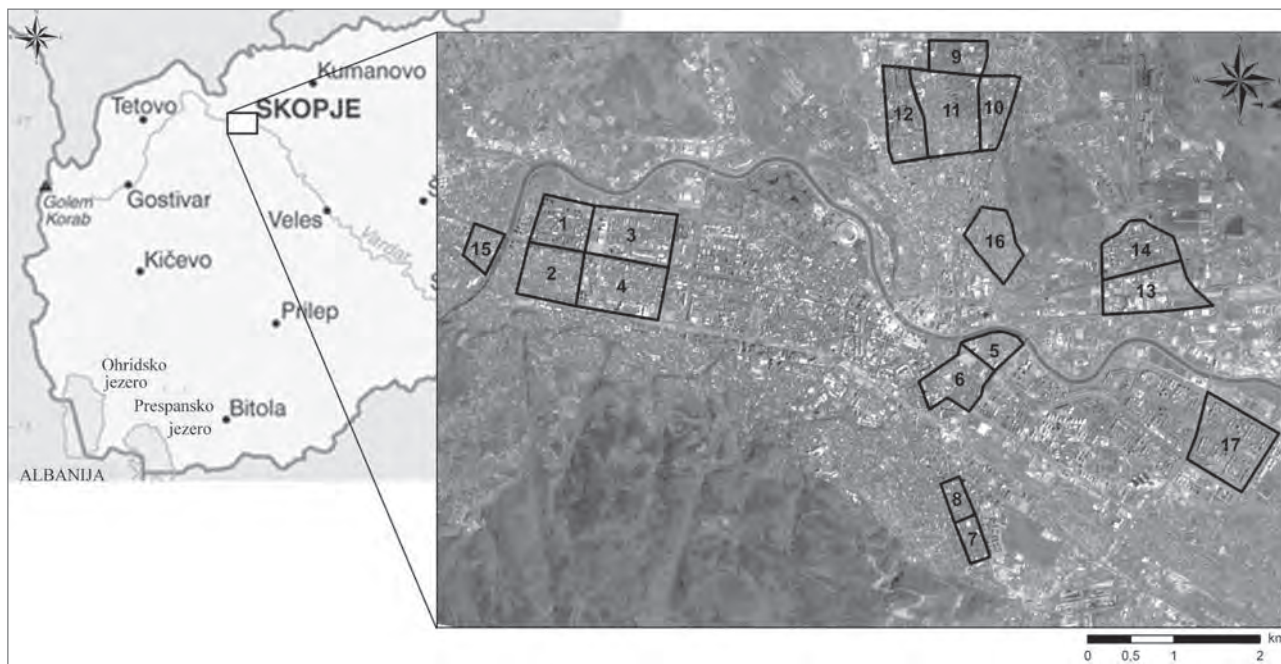 Kumanovo
Tetovo
SKOPJE
Golem
Korab
Gostivar
Veles
Vardar
Kičevo
Prilep
Ohridsko
jezero
Prespansko
jezero
Bitola
ALBANIJA
9
12
11
10
1
3
15
2
4
16
14
13
5
6
17
8
7
km
0
0,5
1
2